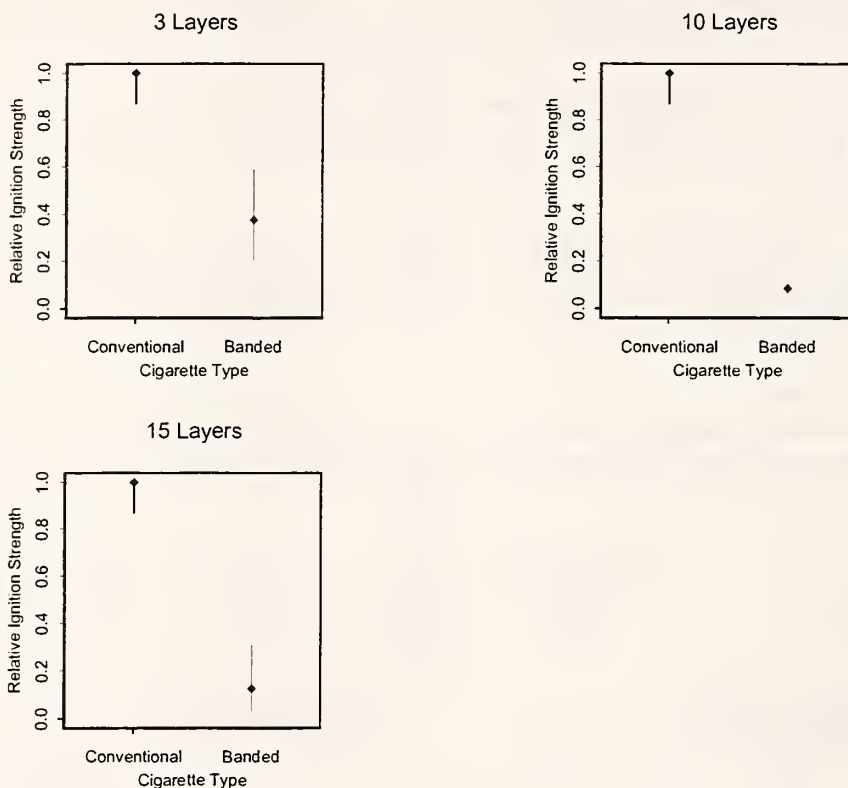 3 Layers
Relative Ignition Strength
1.0
0.8
0.6
0.4
0.2
0.0
Conventional Banded
Cigarette Type
10 Layers
Relative Ignition Strength
1.0
0.8
0.6
0.4
0.2
0.0
Conventional Banded
Cigarette Type
15 Layers
Relative Ignition Strength
1.0
0.8
0.6
0.4
0.2
0.0
Conventional Banded
Cigarette Type